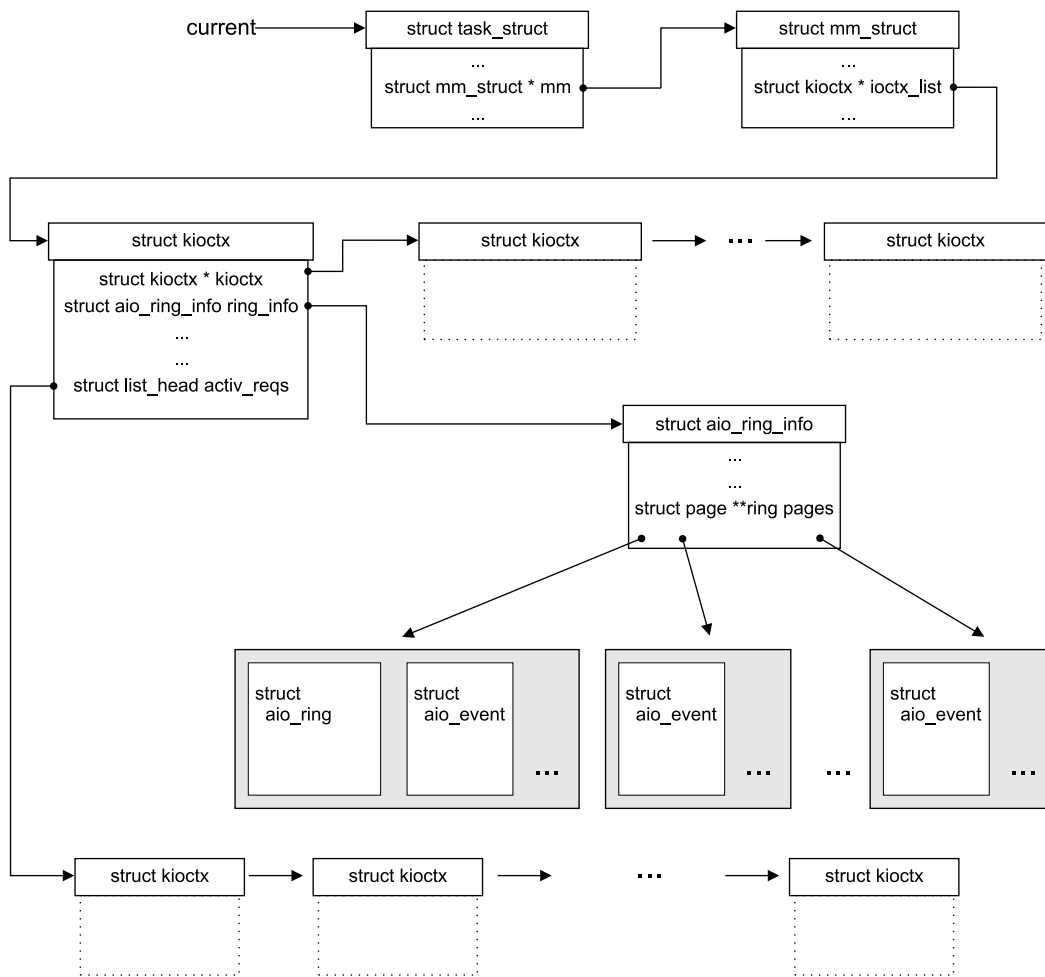 current
struct task_struct
struct mm_struct
...
struct mm_struct * mm
...
...
struct kioctx * ioctx_list
...
struct kioctx
struct kioctx
...
struct kioctx
struct kioctx * kioctx
struct aio_ring_info ring_info
...
...
struct list_head activ_reqs
struct aio_ring_info
...
...
struct page **ring pages
struct
aio_ring
struct
aio_event
...
struct
aio_event
...
...
struct
aio_event
...
struct kioctx
struct kioctx
...
struct kioctx